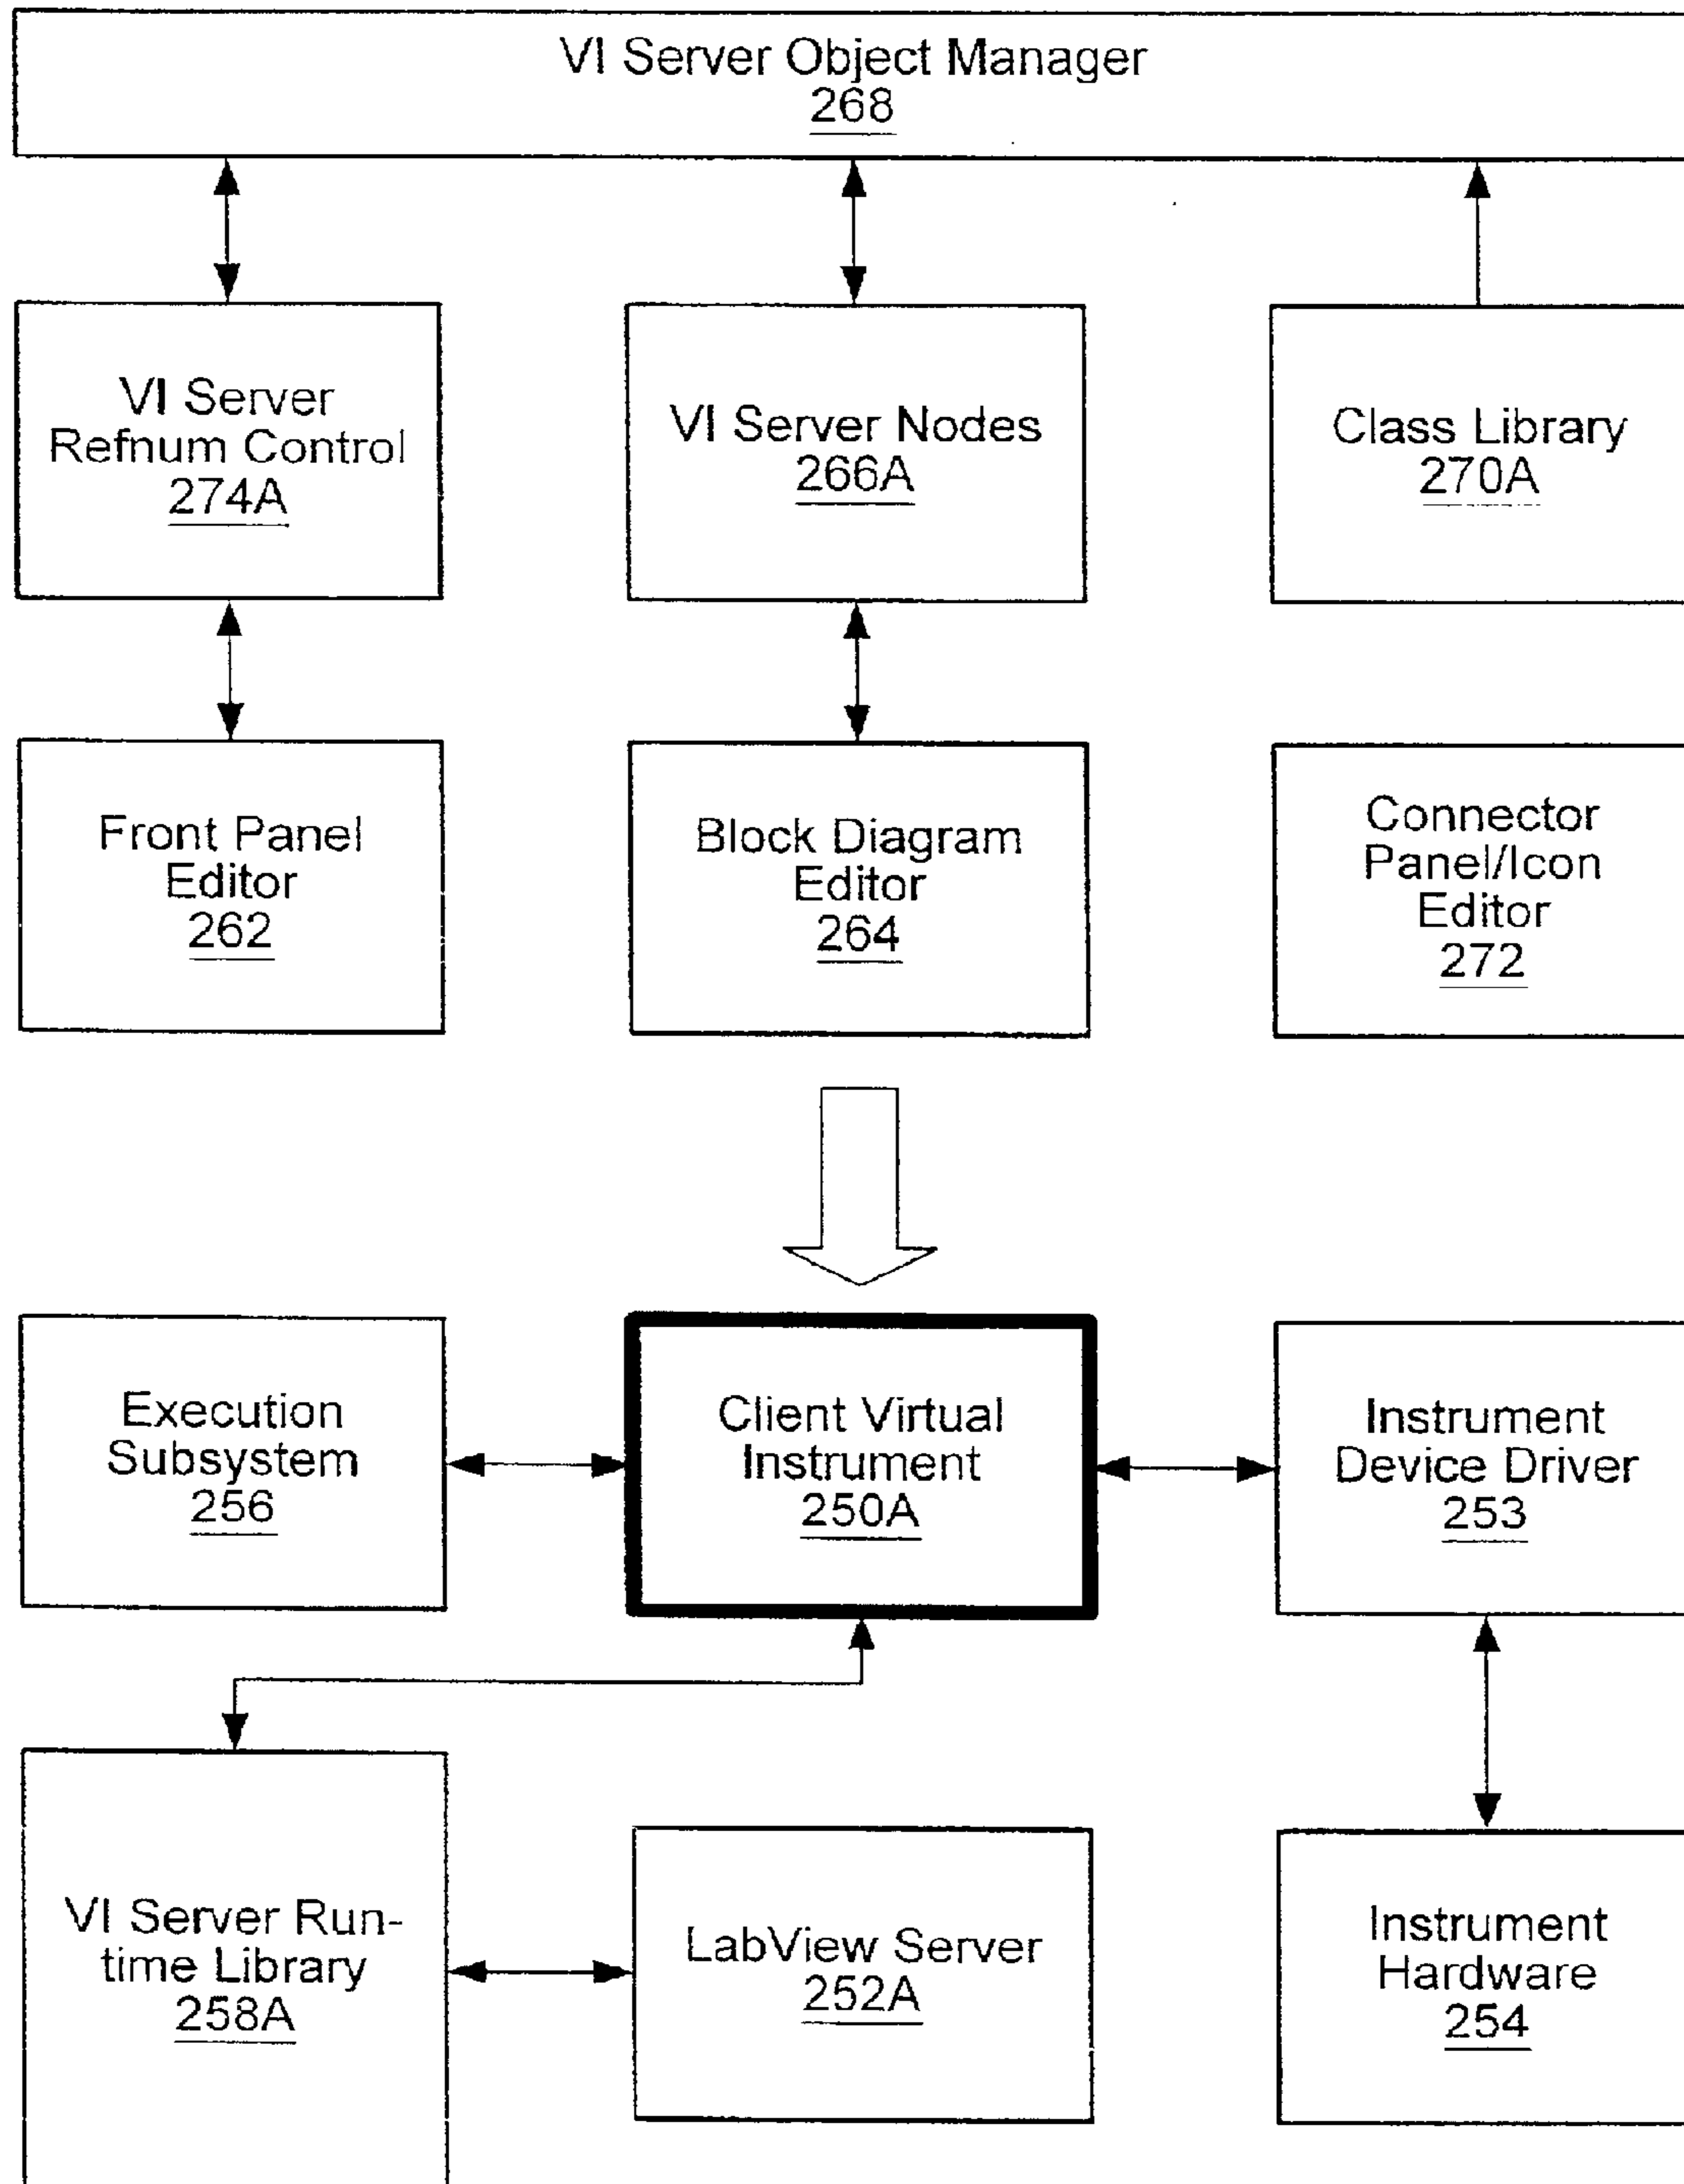 VI Server Object Manager
268
VI Server
Refnum Control
274A
VI Server Nodes
266A
Class Library
270A
Front Panel
Editor
262
Block Diagram
Editor
264
Connector
Panel/Icon
Editor
272
Execution
Subsystem
256
Client Virtual
Instrument
250A
Instrument
Device Driver
253
VI Server Run-
time Library
258A
LabView Server
252A
Instrument
Hardware
254